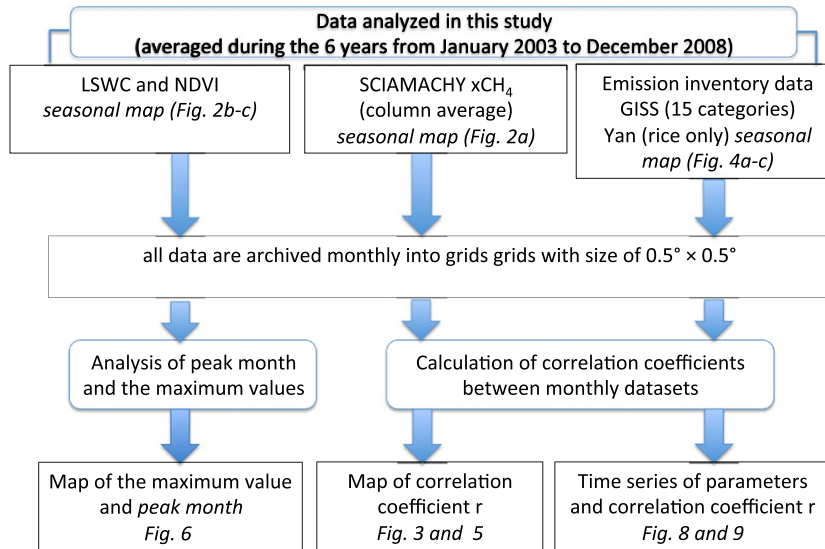 Data analyzed in this study
(averaged during the 6 years from January 2003 to December 2008)
LSWC and NDVI
seasonal map (Fig. 2b-c)
SCIAMACHY xCH₄
(column average)
seasonal map (Fig. 2a)
Emission inventory data
GISS (15 categories)
Yan (rice only) seasonal
map (Fig. 4a-c)
all data are archived monthly into grids grids with size of 0.5° × 0.5°
Analysis of peak month
and the maximum values
Calculation of correlation coefficients
between monthly datasets
Map of the maximum value
and peak month
Fig. 6
Map of correlation
coefficient r
Fig. 3 and 5
Time series of parameters
and correlation coefficient r
Fig. 8 and 9